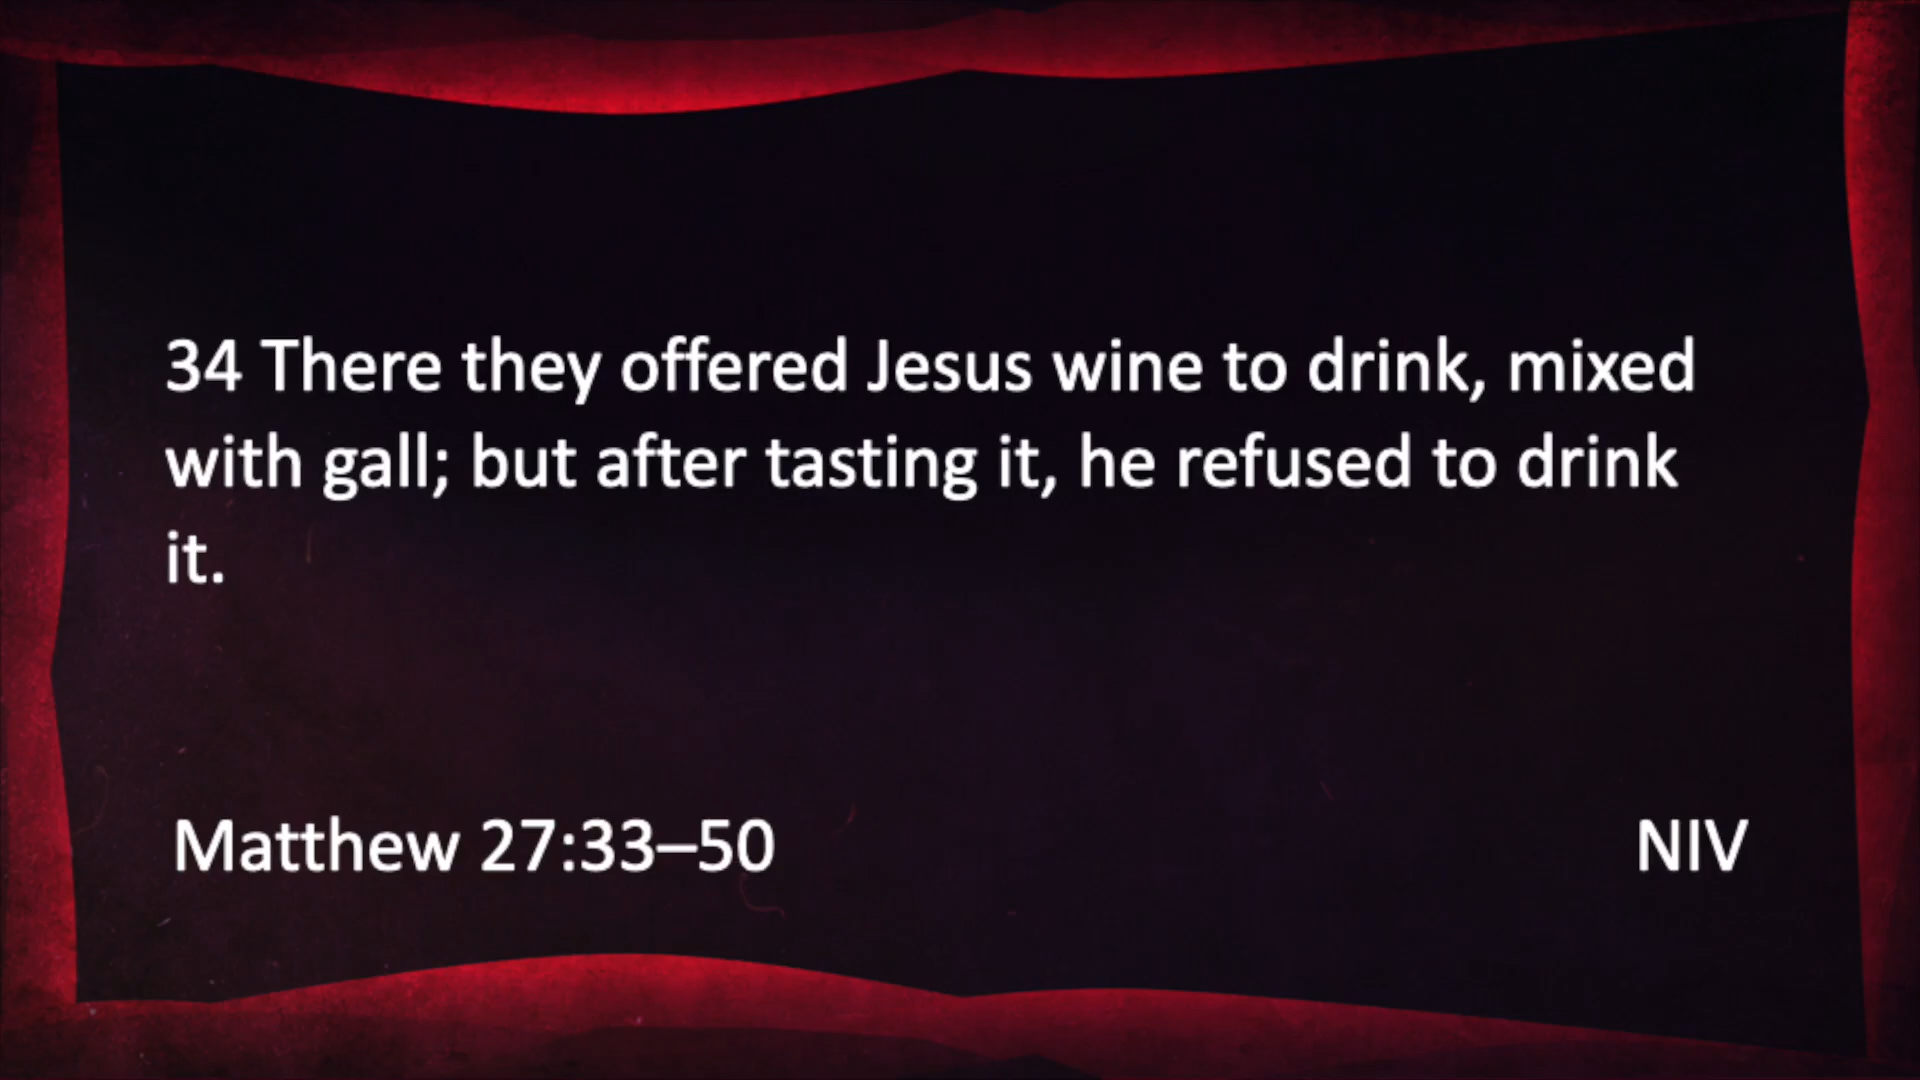 34 There they offered Jesus wine to drink, mixed
with gall; but after tasting it, he refused to drink
it.
Matthew 27:33–50
NIV